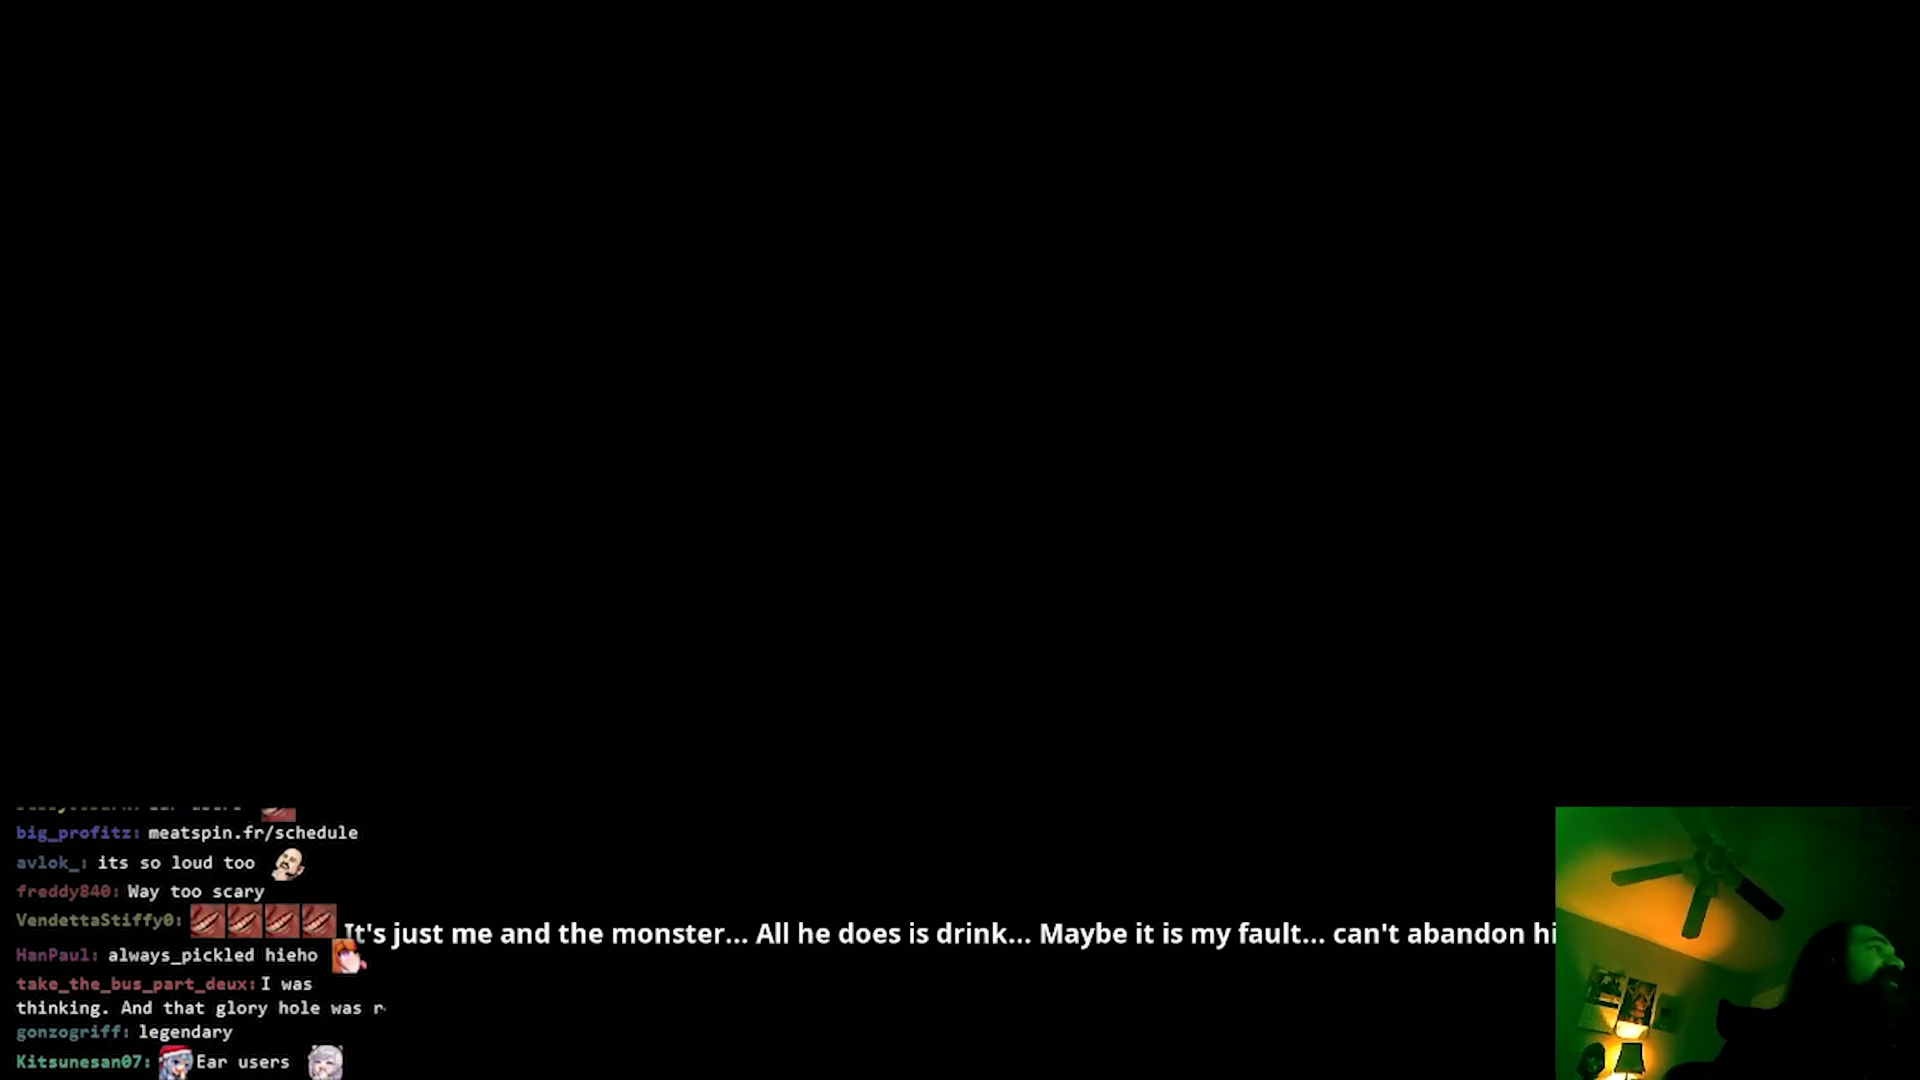 big_profitz: meatspin.fr/schedule
avlok_: its so loud too
freddy840: Way too scary
VendettaStiffy0:
It's just me and the monster... All he does is drink... Maybe it is my fault... can't abandon hi
HanPaul: always_pickled hieho
take_the_bus_part_deux: I was
thinking. And that glory hole was r
gonzogriff: legendary
Kitsunesan07: Ear users